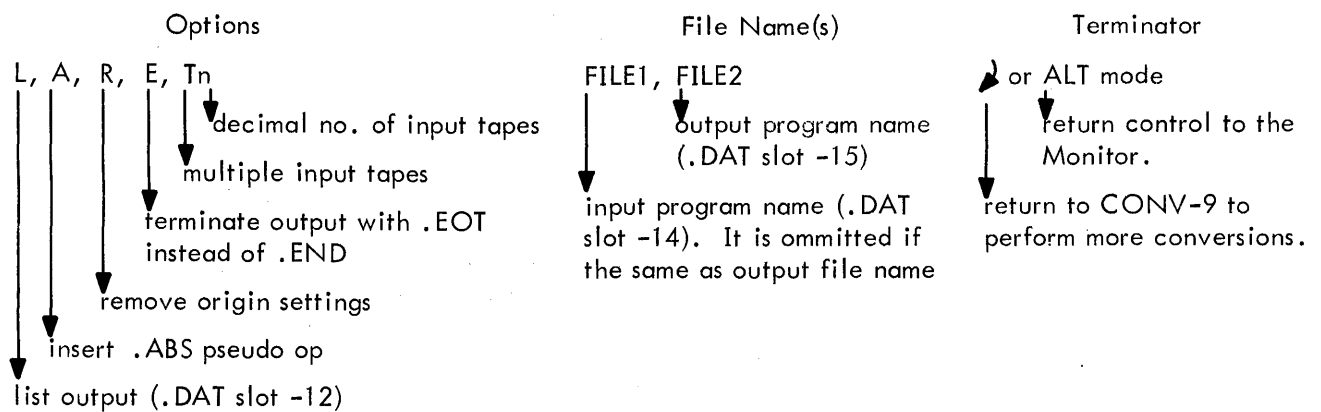 Options
L, A, R, E, Tn
decimal no. of input tapes
multiple input tapes
terminate output with .EOT
instead of .END
remove origin settings
insert .ABS pseudo op
list output (.DAT slot -12)
File Name(s)
FILE1, FILE2
output program name
(.DAT slot -15)
input program name (.DAT
slot -14). It is ommitted if
the same as output file name
Terminator
or ALT mode
return control to the
Monitor.
return to CONV-9 to
perform more conversions.